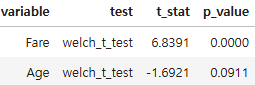 variable test t_stat p_value
Fare welch_t_test 6.8391 0.0000
Age welch_t_test -1.6921 0.0911